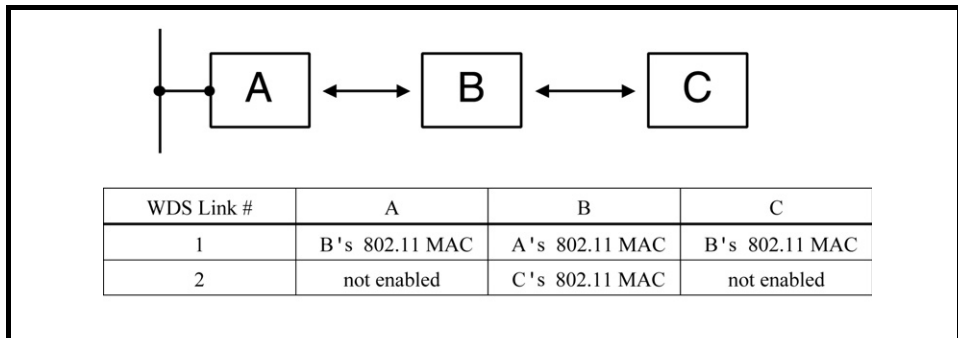 A B C
WDS Link # A B C
1 B's 802.11 MAC A's 802.11 MAC B's 802.11 MAC
2 not enabled C's 802.11 MAC not enabled